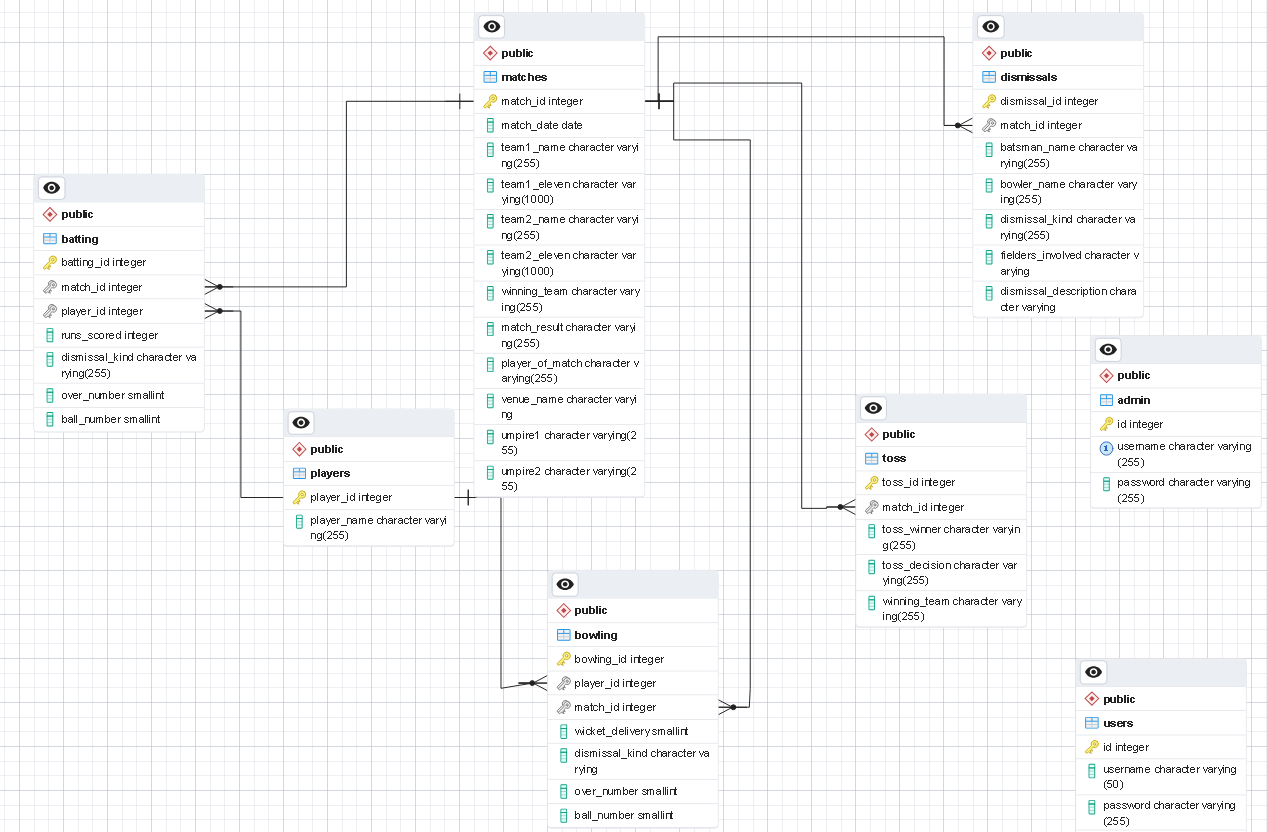 public
matches
match_id integer
match_date date
team1_name character varyi
ng(255)
team1_eleven character var
ying(1000)
team2_name character varyi
ng(255)
team2_eleven character var
ying(1000)
winning_team character vary
ing(255)
match_result character varyi
ng(255)
player_of_match character v
arying(255)
venue_name character varyi
ng
umpire1 character varying(2
55)
umpire2 character varying(2
55)
public
dismissals
dismissal_id integer
match_id integer
batsman_name character va
rying(255)
bowler_name character vary
ing(255)
dismissal_kind character va
rying(255)
fielders_involved character v
arying
dismissal_description chara
cter varying
public
batting
batting_id integer
match_id integer
player_id integer
runs_scored integer
dismissal_kind character va
rying(255)
over_number smallint
ball_number smallint
public
admin
id integer
username character varying
(255)
password character varying
(255)
public
players
player_id integer
player_name character varyi
ng(255)
public
toss
toss_id integer
match_id integer
toss_winner character varyin
g(255)
toss_decision character var
ying(255)
winning_team character vary
ing(255)
public
bowling
bowling_id integer
player_id integer
match_id integer
wicket_delivery smallint
dismissal_kind character va
rying
over_number smallint
ball_number smallint
public
users
id integer
username character varying
(50)
password character varying
(255)